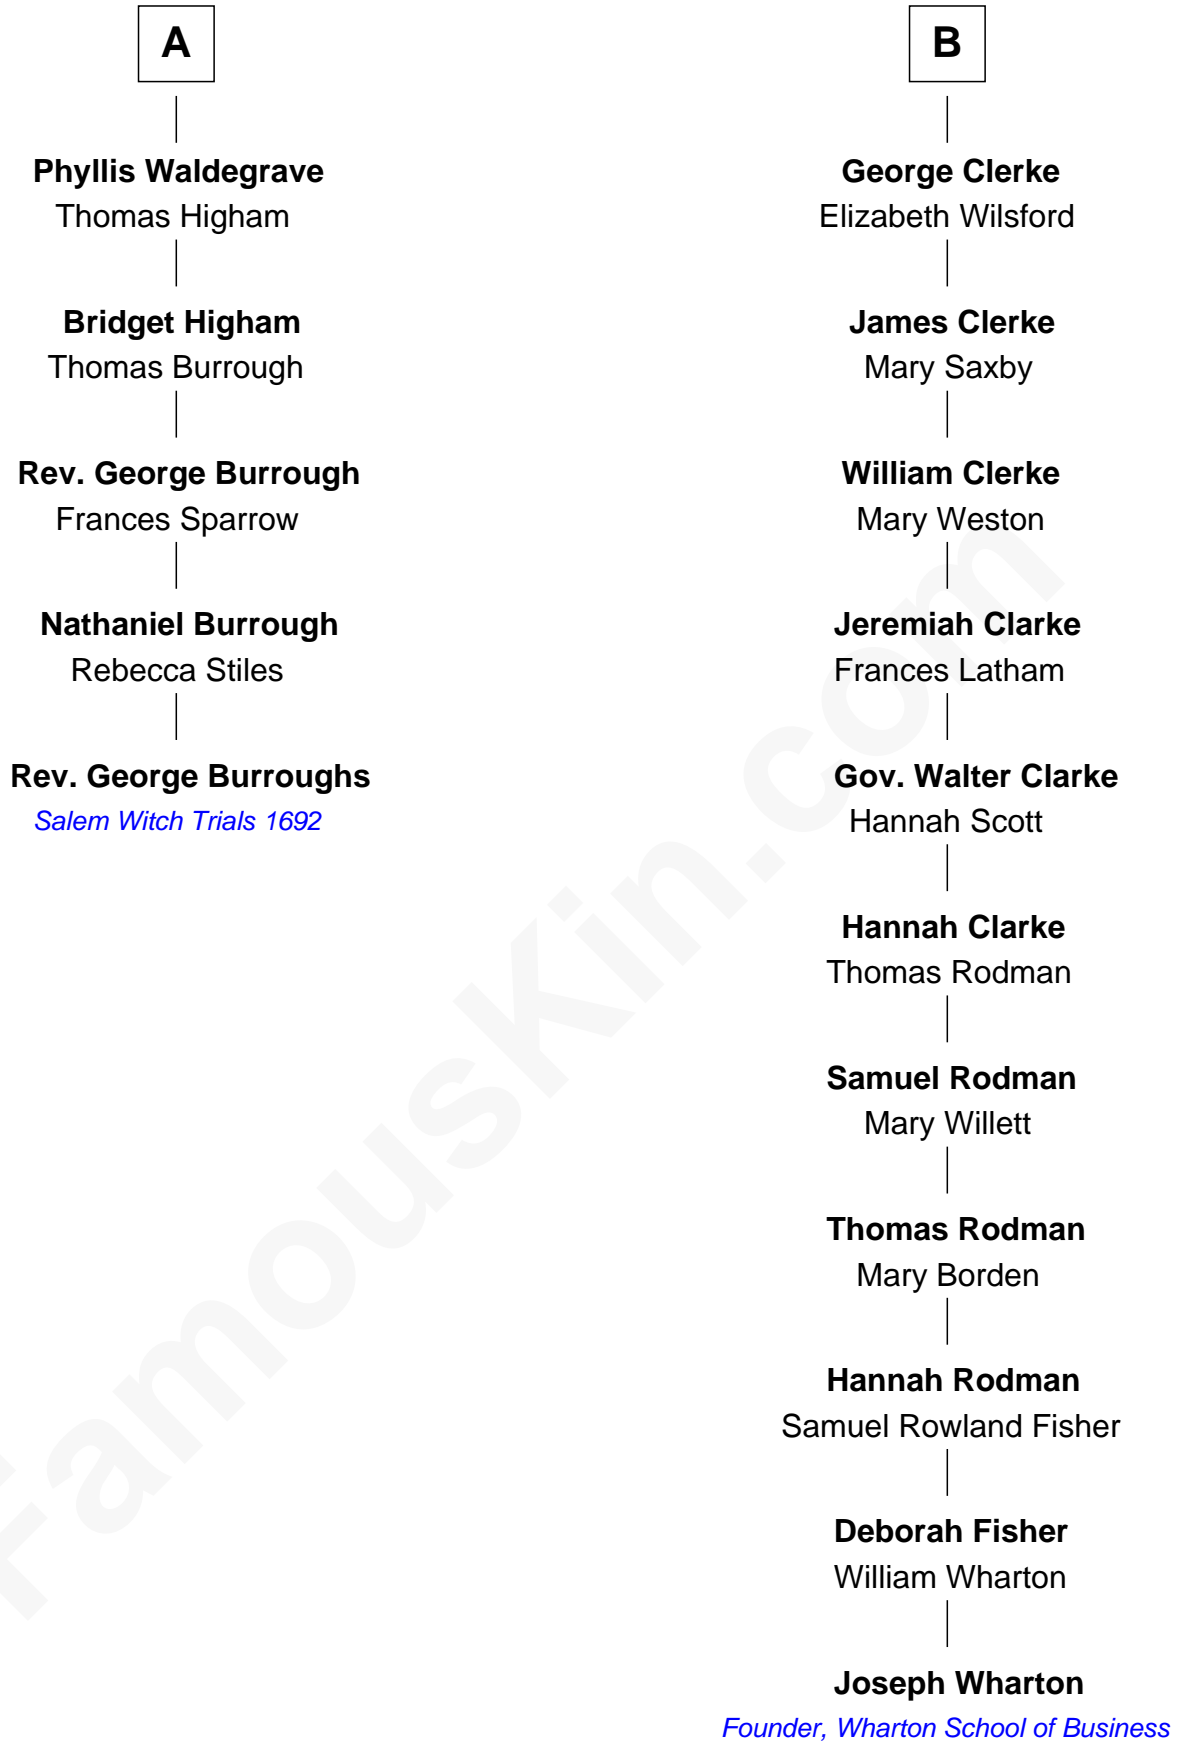 A
Phyllis Waldegrave
Thomas Higham
Bridget Higham
Thomas Burrough
Rev. George Burrough
Frances Sparrow
Nathaniel Burrough
Rebecca Stiles
Rev. George Burroughs
Salem Witch Trials 1692
B
George Clerke
Elizabeth Wilsford
James Clerke
Mary Saxby
William Clerke
Mary Weston
Jeremiah Clarke
Frances Latham
Gov. Walter Clarke
Hannah Scott
Hannah Clarke
Thomas Rodman
Samuel Rodman
Mary Willett
Thomas Rodman
Mary Borden
Hannah Rodman
Samuel Rowland Fisher
Deborah Fisher
William Wharton
Joseph Wharton
Founder, Wharton School of Business
FamousKin.com